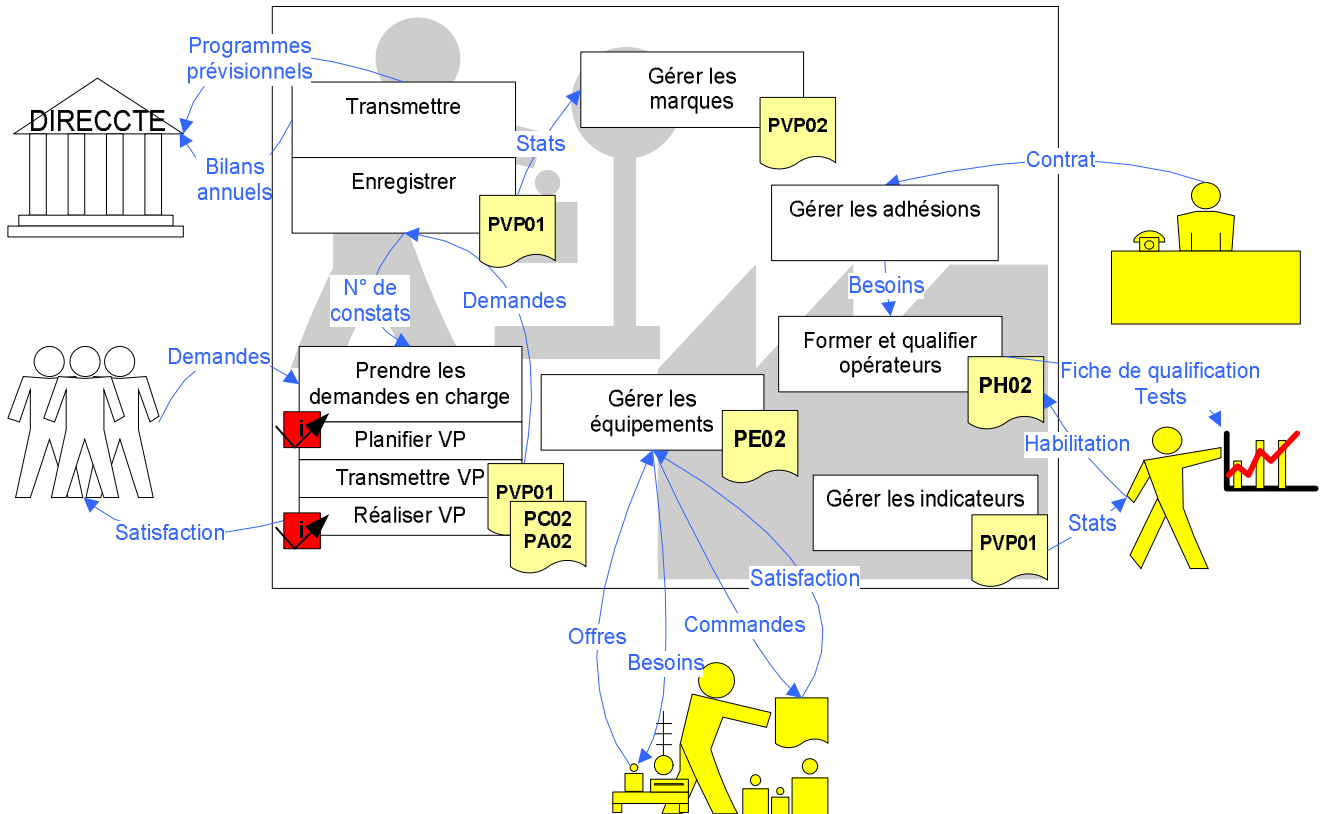 Programmes
prévisionnels
DIRECCTE
Bilans
annuels
Transmettre
Enregistrer
PVP01
Stats
Gérer les
marques
PVP02
Contrat
Gérer les adhésions
Besoins
N° de
constats
Demandes
Former et qualifier
opérateurs
PH02
Fiche de qualification
Tests
Habilitation
Demandes
Prendre les
demandes en charge
i
Planifier VP
Transmettre VP
PVP01
Réaliser VP
i
PC02
PA02
Satisfaction
Gérer les
équipements
PE02
Gérer les indicateurs
PVP01
Stats
Satisfaction
Commandes
Offres
Besoins